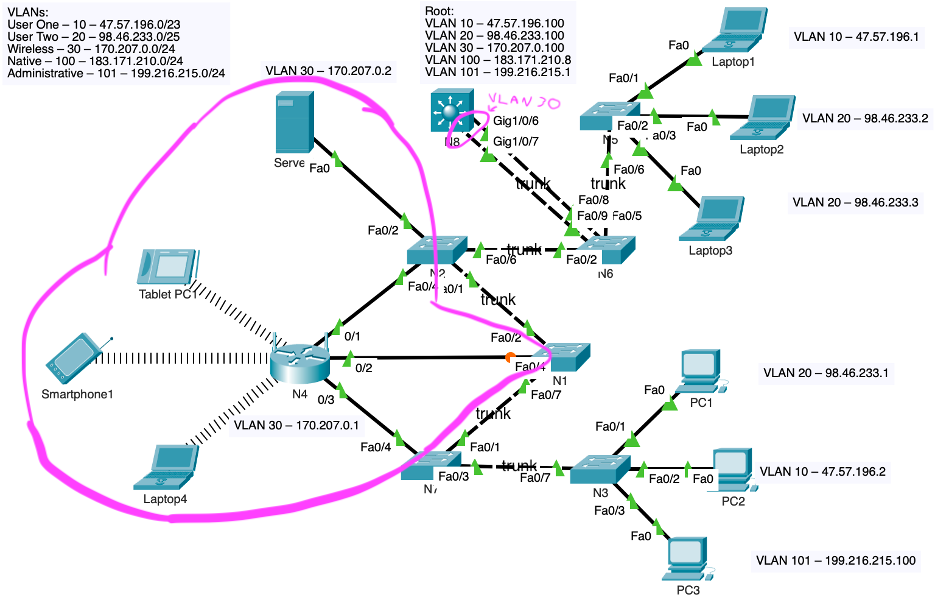 VLANs:
User One – 10 – 47.57.196.0/23
User Two – 20 – 98.46.233.0/25
Wireless – 30 – 170.207.0.0/24
Native – 100 – 183.171.210.0/24
Administrative – 101 – 199.216.215.0/24
Root:
VLAN 10 – 47.57.196.100
VLAN 20 – 98.46.233.100
VLAN 30 – 170.207.0.100
VLAN 100 – 183.171.210.8
VLAN 101 – 199.216.215.1
VLAN 30 – 170.207.0.2
Serve
Fa0
Fa0/2
VLAN 30
Gig1/0/6
Gig1/0/7
N8
trunk
trunk
Fa0
Laptop1
VLAN 10 – 47.57.196.1
Fa0/1
Fa0/2
a0/3
Fa0
N5
Laptop2
VLAN 20 – 98.46.233.2
Fa0/6
Fa0
Laptop3
VLAN 20 – 98.46.233.3
Fa0/8
Fa0/9
Fa0/5
N2
Fa0/6
trunk
Fa0/2
N6
Tablet PC1
Fa0/4
a0/1
trunk
Fa0/2
0/1
0/2
Fa0/4
N1
Smartphone1
N4
0/3
Fa0/7
VLAN 30 – 170.207.0.1
trunk
Fa0/4
Fa0/1
Fa0/3
trunk
Fa0/7
Laptop4
N3
Fa0/1
Fa0
PC1
VLAN 20 – 98.46.233.1
Fa0/2
Fa0
PC2
VLAN 10 – 47.57.196.2
Fa0/3
Fa0
PC3
VLAN 101 – 199.216.215.100